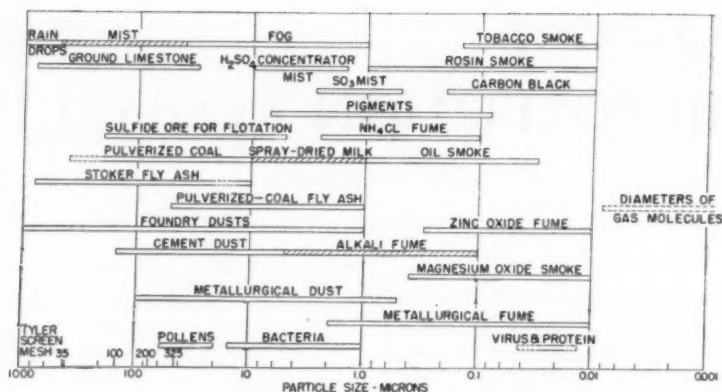 RAIN MIST FOG TOBACCO SMOKE
DROPS GROUND LIMESTONE H2SO4 CONCENTRATOR ROSIN SMOKE
MIST SO3 MIST CARBON BLACK
PIGMENTS
SULFIDE ORE FOR FLOTATION NH4CL FUME
PULVERIZED COAL SPRAY-DRIED MILK OIL SMOKE
STOKER FLY ASH
PULVERIZED-COAL FLY ASH DIAMETERS OF
FOUNDRY DUSTS ZINC OXIDE FUME GAS MOLECULES
CEMENT DUST ALKALI FUME
MAGNESIUM OXIDE SMOKE
METALLURGICAL DUST
METALLURGICAL FUME
TYLER
SCREEN POLLENS BACTERIA VIRUS & PROTEIN
MESH 35 100 200 325
1000 100 10 1.0 0.1 0.01 0.001
PARTICLE SIZE - MICRONS